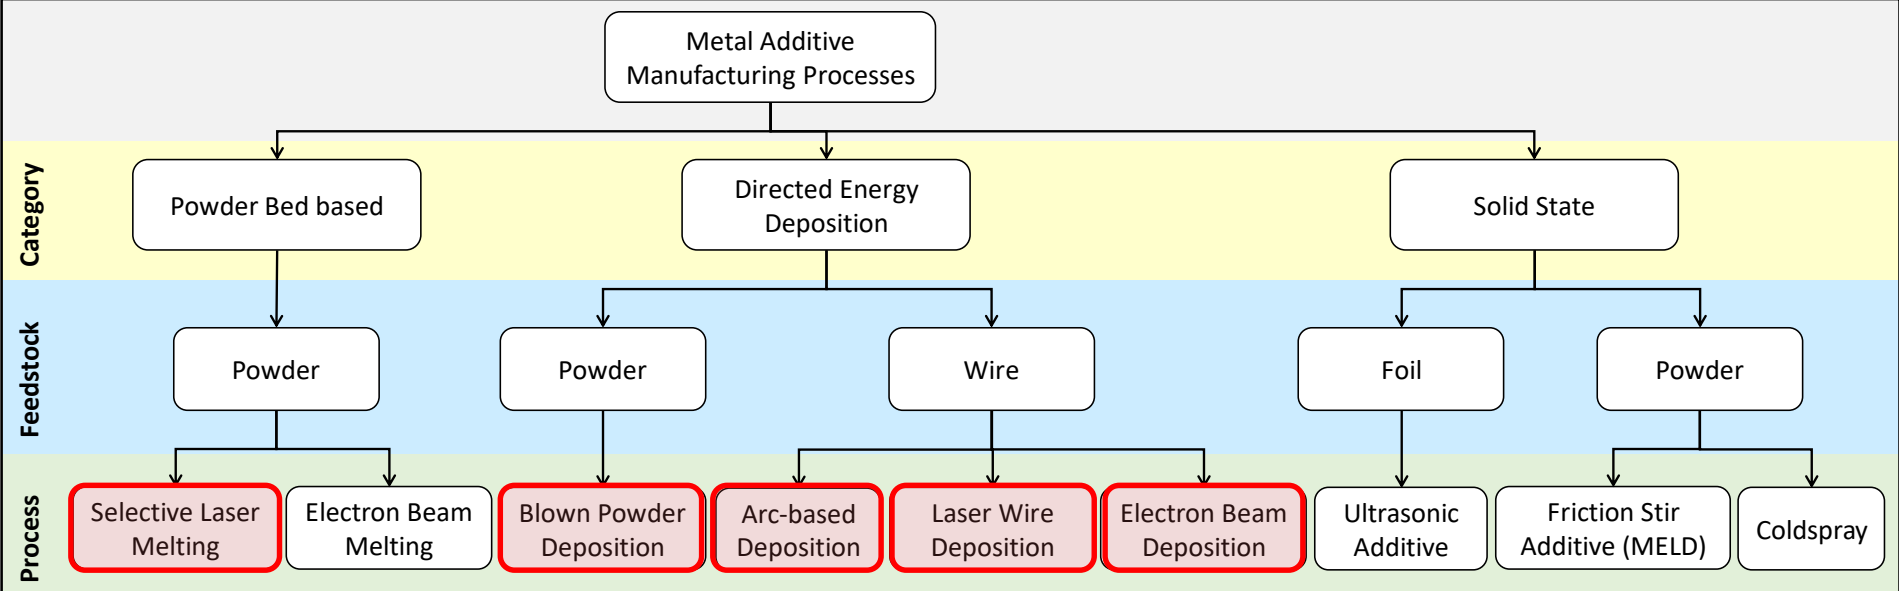 Metal Additive
Manufacturing Processes
Category
Powder Bed based
Directed Energy
Deposition
Solid State
Feedstock
Powder
Powder
Wire
Foil
Powder
Process
Selective Laser
Melting
Electron Beam
Melting
Blown Powder
Deposition
Arc-based
Deposition
Laser Wire
Deposition
Electron Beam
Deposition
Ultrasonic
Additive
Friction Stir
Additive (MELD)
Coldspray